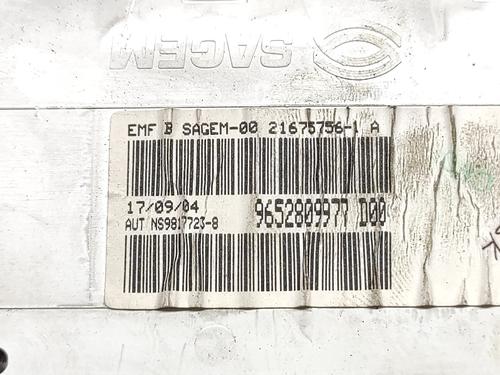 SAGEM
EMF B SAGEM-00 21675756-1 A
17/09/04
9652809977 D00
AUT NS9817723-8